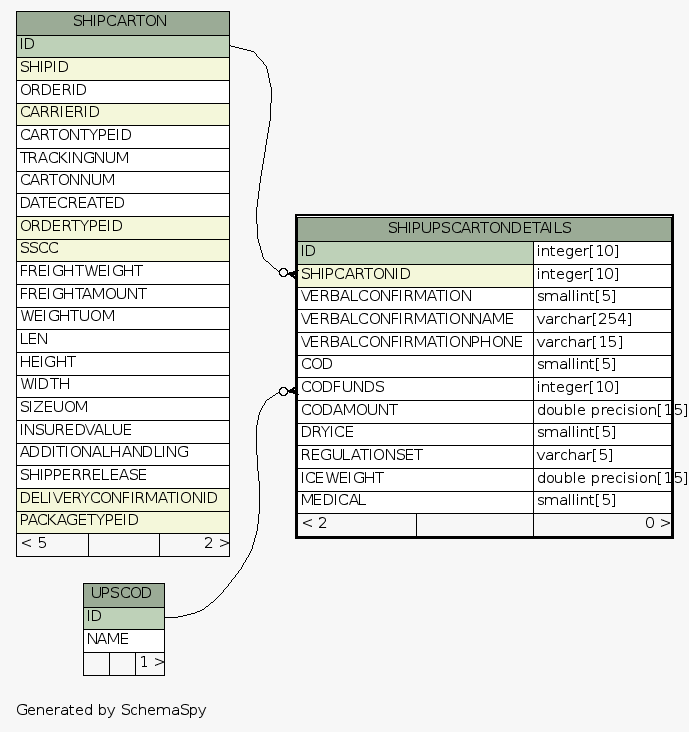 SHIPCARTON
ID
SHIPID
ORDERID
CARRIERID
CARTONTYPEID
TRACKINGNUM
CARTONNUM
DATECREATED
ORDERTYPEID
SSCC
FREIGHTWEIGHT
FREIGHTAMOUNT
WEIGHTUOM
LEN
HEIGHT
WIDTH
SIZEUOM
INSUREDVALUE
ADDITIONALHANDLING
SHIPPERRELEASE
DELIVERYCONFIRMATIONID
PACKAGETYPEID
< 5 2 >
SHIPUPSCARTONDETAILS
ID integer[10]
SHIPCARTONID integer[10]
VERBALCONFIRMATION smallint[5]
VERBALCONFIRMATIONNAME varchar[254]
VERBALCONFIRMATIONPHONE varchar[15]
COD smallint[5]
CODFUNDS integer[10]
CODAMOUNT double precision[15]
DRYICE smallint[5]
REGULATIONSET varchar[5]
ICEWEIGHT double precision[15]
MEDICAL smallint[5]
< 2 0 >
UPSCOD
ID
NAME
1 >
Generated by SchemaSpy